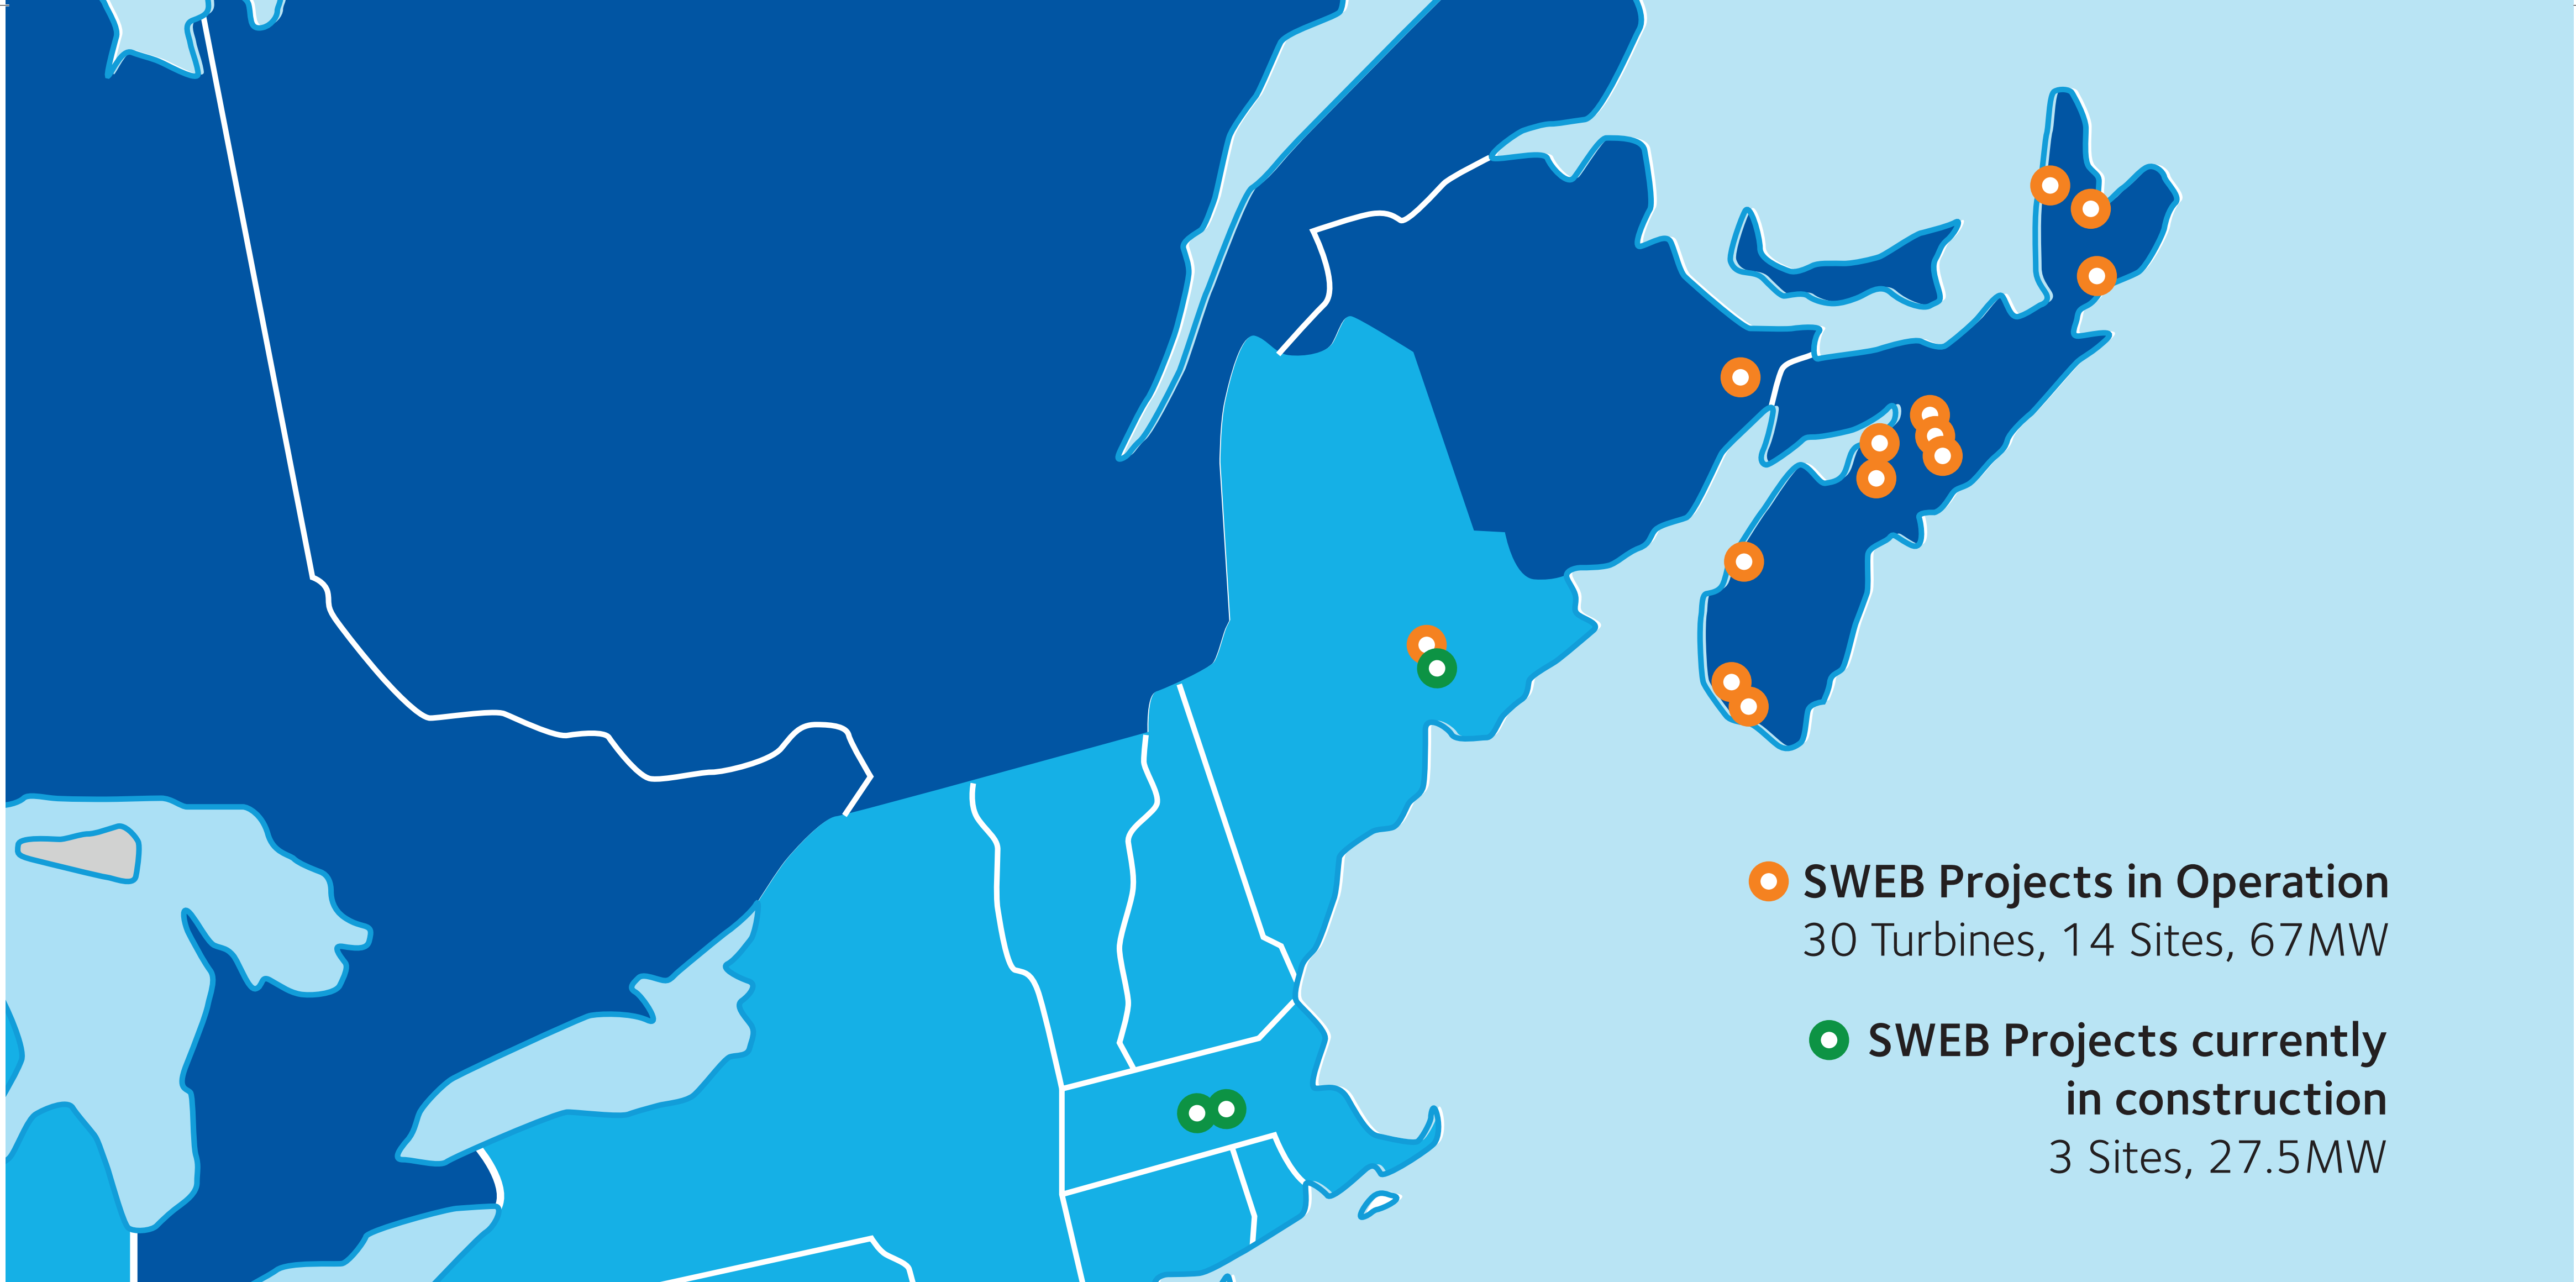 SWEB Projects in Operation
30 Turbines, 14 Sites, 67MW
SWEB Projects currently
in construction
3 Sites, 27.5MW